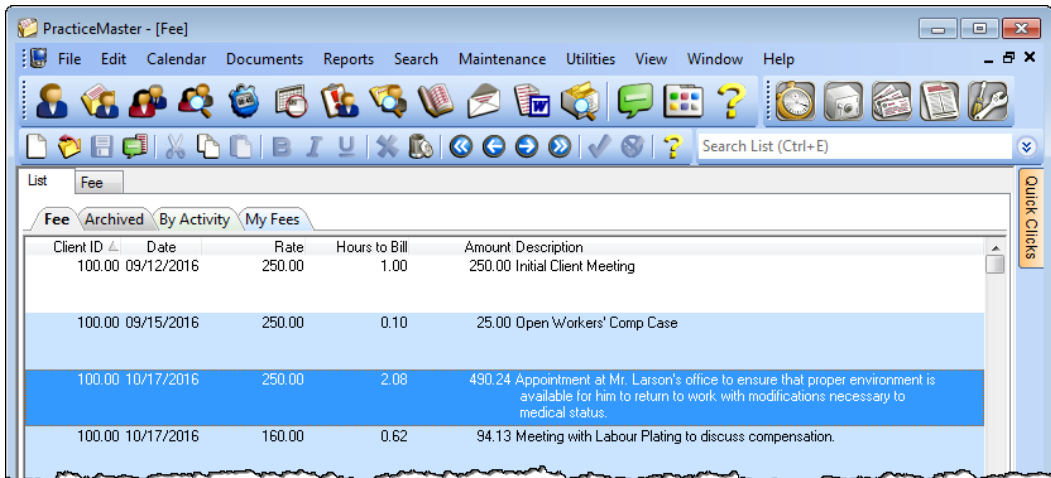 PracticeMaster - [Fee]
File Edit Calendar Documents Reports Search Maintenance Utilities View Window Help
W
B I U Search List (Ctrl+E)
List Fee
Quick Clicks
Fee Archived By Activity My Fees
Client ID Date Rate Hours to Bill Amount Description
100.00 09/12/2016 250.00 1.00 250.00 Initial Client Meeting
100.00 09/15/2016 250.00 0.10 25.00 Open Workers' Comp Case
100.00 10/17/2016 250.00 2.08 490.24 Appointment at Mr. Larson's office to ensure that proper environment is
available for him to return to work with modifications necessary to
medical status.
100.00 10/17/2016 160.00 0.62 94.13 Meeting with Labour Plating to discuss compensation.